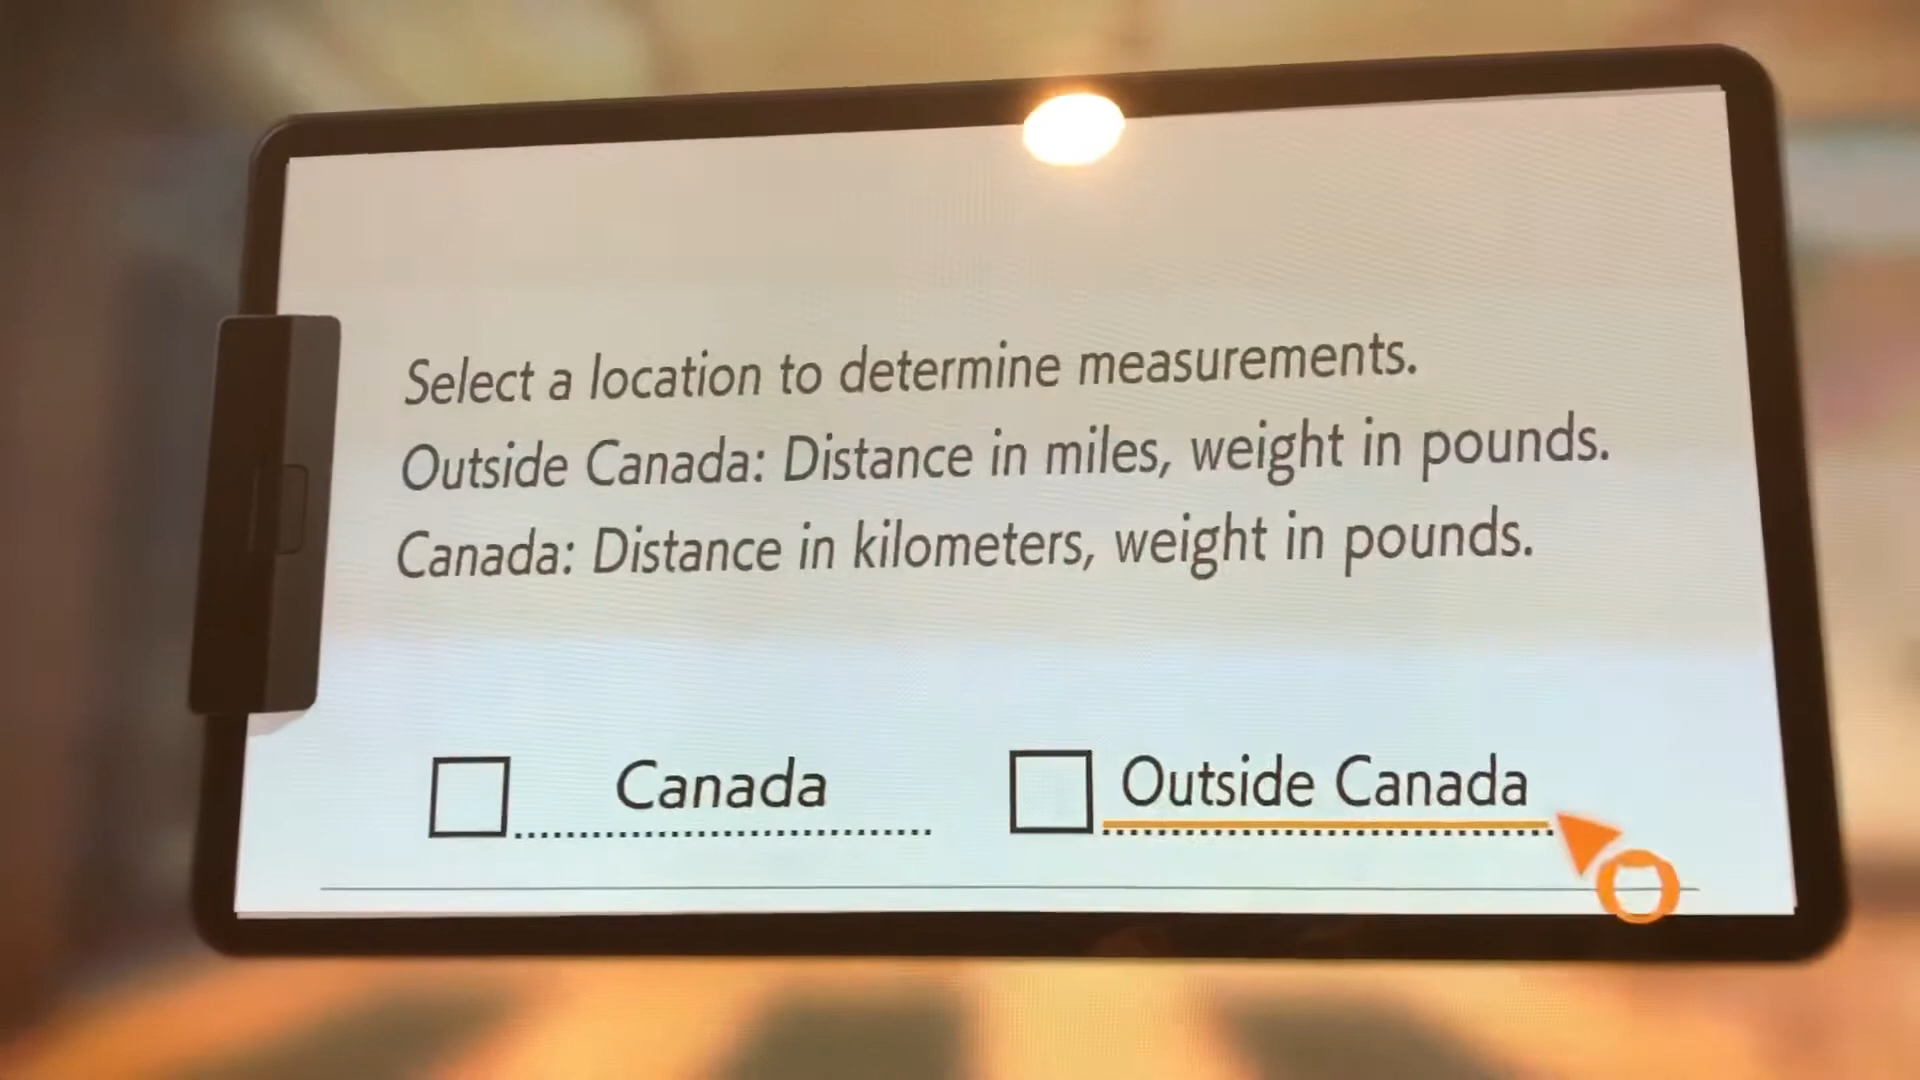 Select a location to determine measurements.
Outside Canada: Distance in miles, weight in pounds.
Canada: Distance in kilometers, weight in pounds.
Canada
Outside Canada